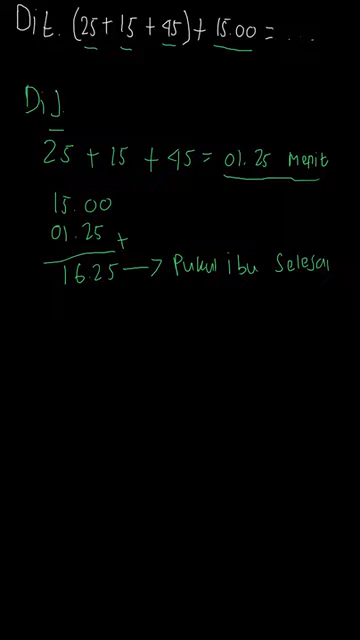 Dit. (25 + 15 + 45) + 15.00 = ...
Dij.
25 + 15 + 45 = 01.25 Menit
15.00
01.25 +
16.25 → Pukul ibu Selesai